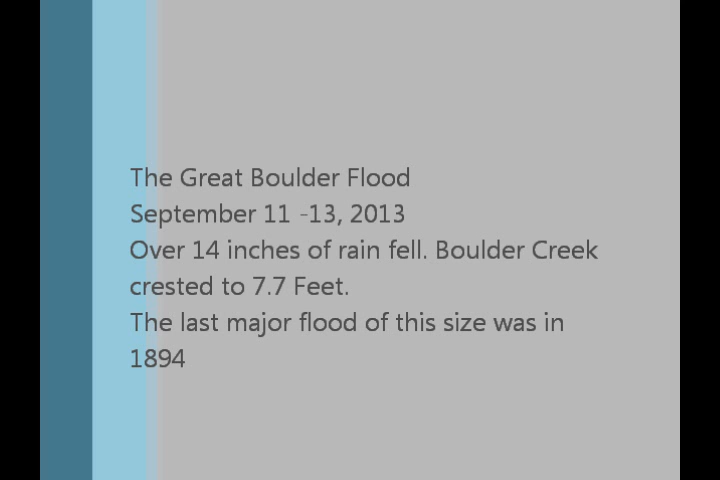 The Great Boulder Flood
September 11 -13, 2013
Over 14 inches of rain fell. Boulder Creek
crested to 7.7 Feet.
The last major flood of this size was in
1894